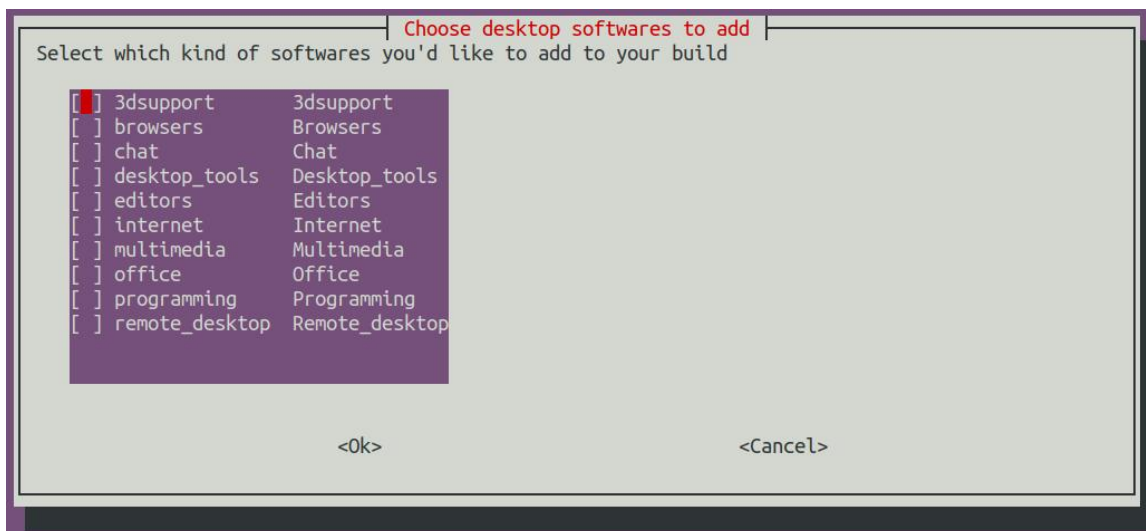 Choose desktop softwares to add
Select which kind of softwares you'd like to add to your build
[ ] 3dsupport 3dsupport
[ ] browsers Browsers
[ ] chat Chat
[ ] desktop_tools Desktop_tools
[ ] editors Editors
[ ] internet Internet
[ ] multimedia Multimedia
[ ] office Office
[ ] programming Programming
[ ] remote_desktop Remote_desktop
<Ok> <Cancel>